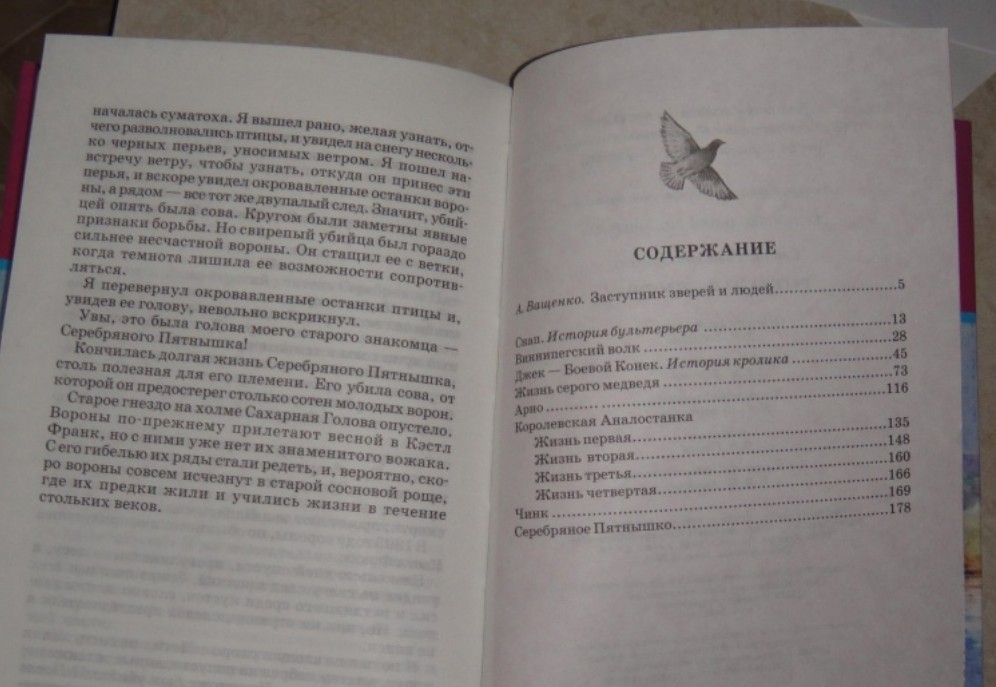 началась суматоха. Я вышел рано, желая узнать, от-
чего разволновались птицы, и увидел на снегу несколь-
ко черных перьев, уносимых ветром. Я пошел на-
встречу ветру, чтобы узнать, откуда он принес эти
перья, и вскоре увидел окровавленные останки воро-
ны, а рядом — все тот же двупалый след. Значит, убий-
цей опять была сова. Кругом были заметны явные
признаки борьбы. Но свирепый убийца был гораздо
сильнее несчастной вороны. Он стащил ее с ветки,
когда темнота лишила ее возможности сопротив-
ляться.
Я перевернул окровавленные останки птицы и,
увидев ее голову, невольно вскрикнул.
Увы, это была голова моего старого знакомца —
Серебряного Пятнышка!
Кончилась долгая жизнь Серебряного Пятнышка,
столь полезная для его племени. Его убила сова, от
которой он предостерег столько сотен молодых ворон.
Старое гнездо на холме Сахарная Голова опустело.
Вороны по-прежнему прилетают весной в Кэстл
Франк, но с ними уже нет их знаменитого вожака.
С его гибелью их ряды стали редеть, и, вероятно, ско-
ро вороны совсем исчезнут в старой сосновой роще,
где их предки жили и учились жизни в течение
стольких веков.
СОДЕРЖАНИЕ
А. Ващенко. Заступник зверей и людей.....................5
Снап. История бультерьера ..............................13
Виннипегский волк ......................................28
Джек — Боевой Конек. История кролика ...................45
Жизнь серого медведя ...................................73
Арно ..................................................116
Королевская Аналостанка
Жизнь первая..........................................135
Жизнь вторая..........................................148
Жизнь третья..........................................160
Жизнь четвертая.......................................166
Чинк ..................................................169
Серебряное Пятнышко...................................178